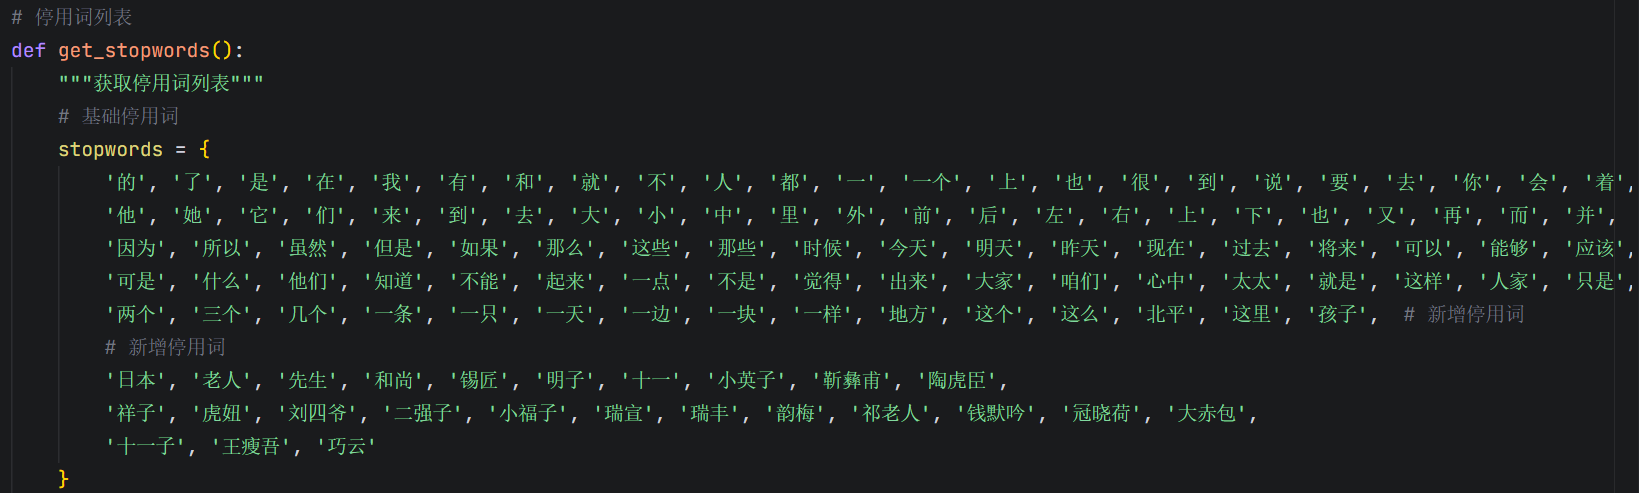 # 停用词列表
def get_stopwords():
    """获取停用词列表"""
    # 基础停用词
    stopwords = {
        '的', '了', '是', '在', '我', '有', '和', '就', '不', '人', '都', '一', '一个', '上', '也', '很', '到', '说', '要', '去', '你', '会', '着',
        '他', '她', '它', '们', '来', '到', '去', '大', '小', '中', '里', '外', '前', '后', '左', '右', '上', '下', '也', '又', '再', '而', '并',
        '因为', '所以', '虽然', '但是', '如果', '那么', '这些', '那些', '时候', '今天', '明天', '昨天', '现在', '过去', '将来', '可以', '能够', '应该',
        '可是', '什么', '他们', '知道', '不能', '起来', '一点', '不是', '觉得', '出来', '大家', '咱们', '心中', '太太', '就是', '这样', '人家', '只是',
        '两个', '三个', '几个', '一条', '一只', '一天', '一边', '一块', '一样', '地方', '这个', '这么', '北平', '这里', '孩子',  # 新增停用词
        # 新增停用词
        '日本', '老人', '先生', '和尚', '锡匠', '明子', '十一', '小英子', '靳彝甫', '陶虎臣',
        '祥子', '虎妞', '刘四爷', '二强子', '小福子', '瑞宣', '瑞丰', '韵梅', '祁老人', '钱默吟', '冠晓荷', '大赤包',
        '十一子', '王瘦吾', '巧云'
    }